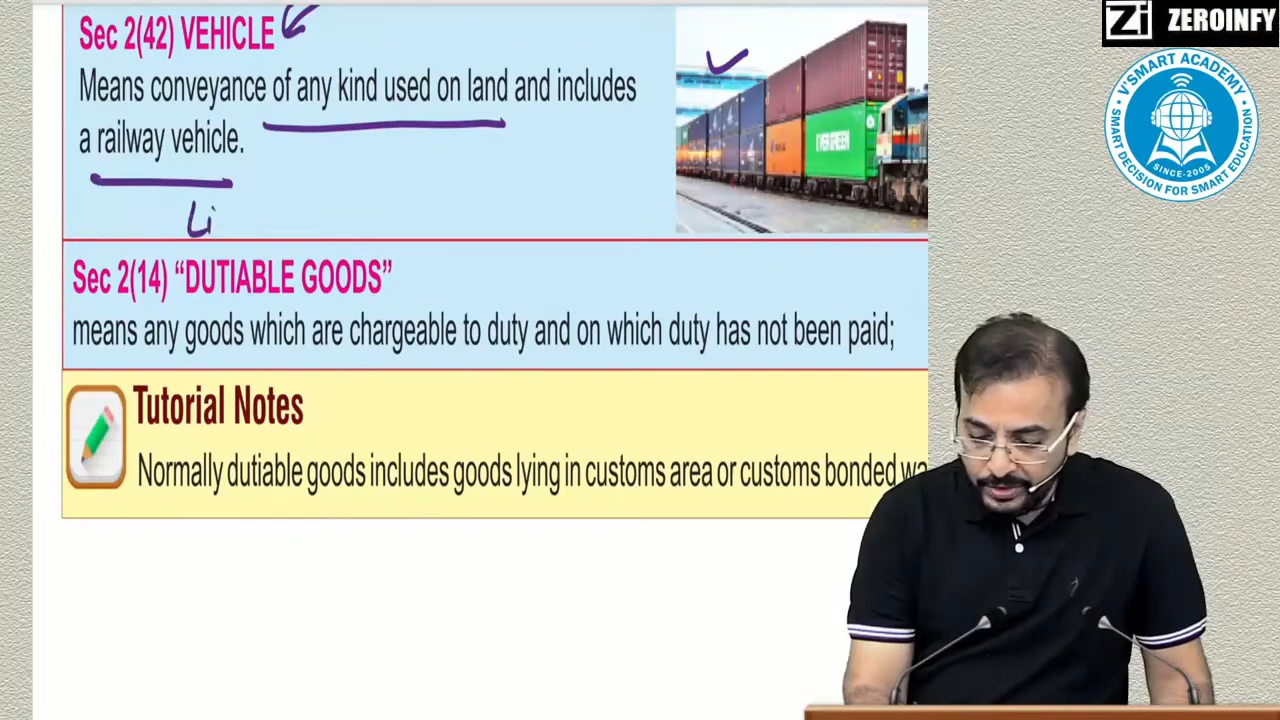 Sec 2(42) VEHICLE
Means conveyance of any kind used on land and includes
a railway vehicle.
Li
EVERGREEN
Sec 2(14) “DUTIABLE GOODS”
means any goods which are chargeable to duty and on which duty has not been paid;
Tutorial Notes
Normally dutiable goods includes goods lying in customs area or customs bonded
Zi ZEROINFY
V'SMART ACADEMY
SINCE-2005
SMART DECISION FOR SMART EDUCATION